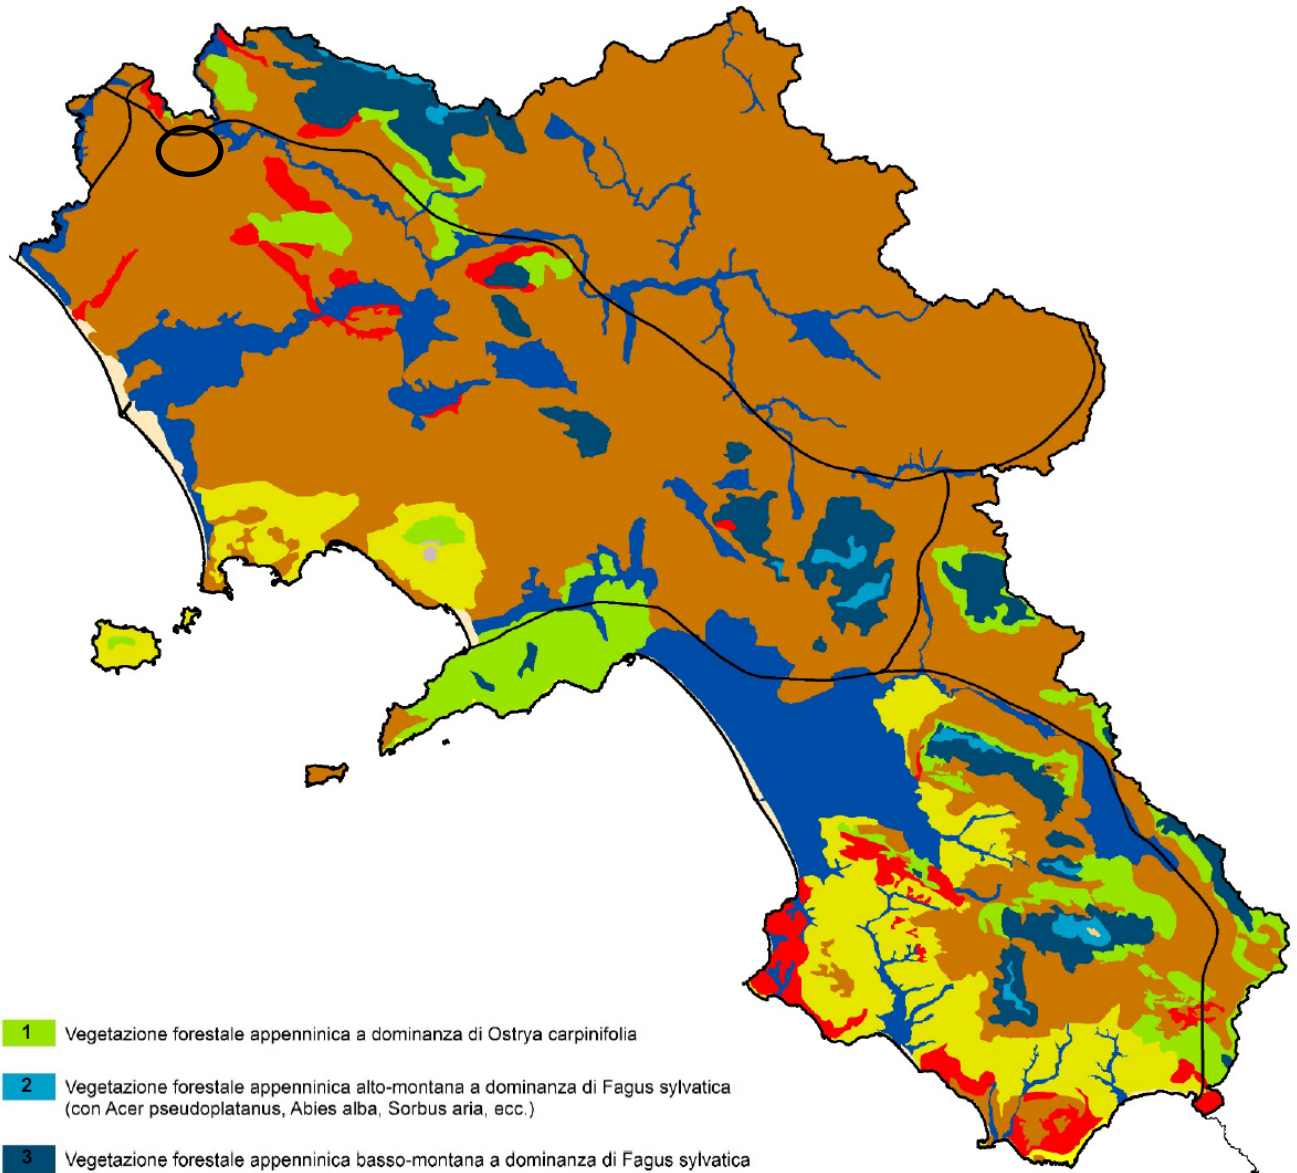 1 Vegetazione forestale appenninica a dominanza di Ostrya carpinifolia
2 Vegetazione forestale appenninica alto-montana a dominanza di Fagus sylvatica
(con Acer pseudoplatanus, Abies alba, Sorbus aria, ecc.)
3 Vegetazione forestale appenninica basso-montana a dominanza di Fagus sylvatica